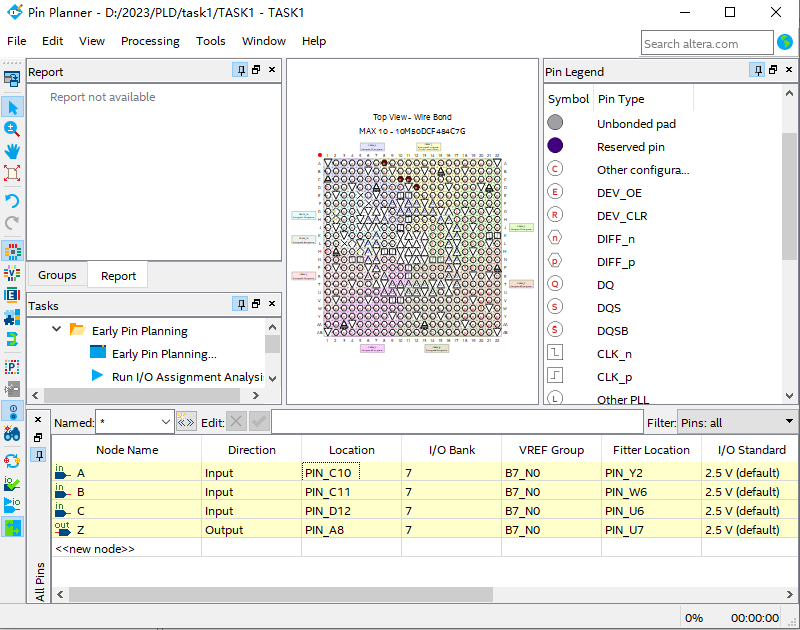 Pin Planner - D:/2023/PLD/task1/TASK1 - TASK1
File Edit View Processing Tools Window Help
Search altera.com
Report
Report not available
Groups Report
Tasks
Early Pin Planning
Early Pin Planning...
Run I/O Assignment Analysi
Top View - Wire Bond
MAX 10 - 10M50DCF484C7G
Pin Legend
Symbol Pin Type
Unbonded pad
Reserved pin
C Other configura...
E DEV_OE
R DEV_CLR
n DIFF_n
p DIFF_p
Q DQ
S DQS
S DQSB
CLK_n
CLK_p
L Other PLL
Named: * Edit: Filter: Pins: all
Node Name Direction Location I/O Bank VREF Group Fitter Location I/O Standard
in A Input PIN_C10 7 B7_N0 PIN_Y2 2.5 V (default)
in B Input PIN_C11 7 B7_N0 PIN_W6 2.5 V (default)
in C Input PIN_D12 7 B7_N0 PIN_U6 2.5 V (default)
out Z Output PIN_A8 7 B7_N0 PIN_U7 2.5 V (default)
<<new node>>
All Pins
0% 00:00:00